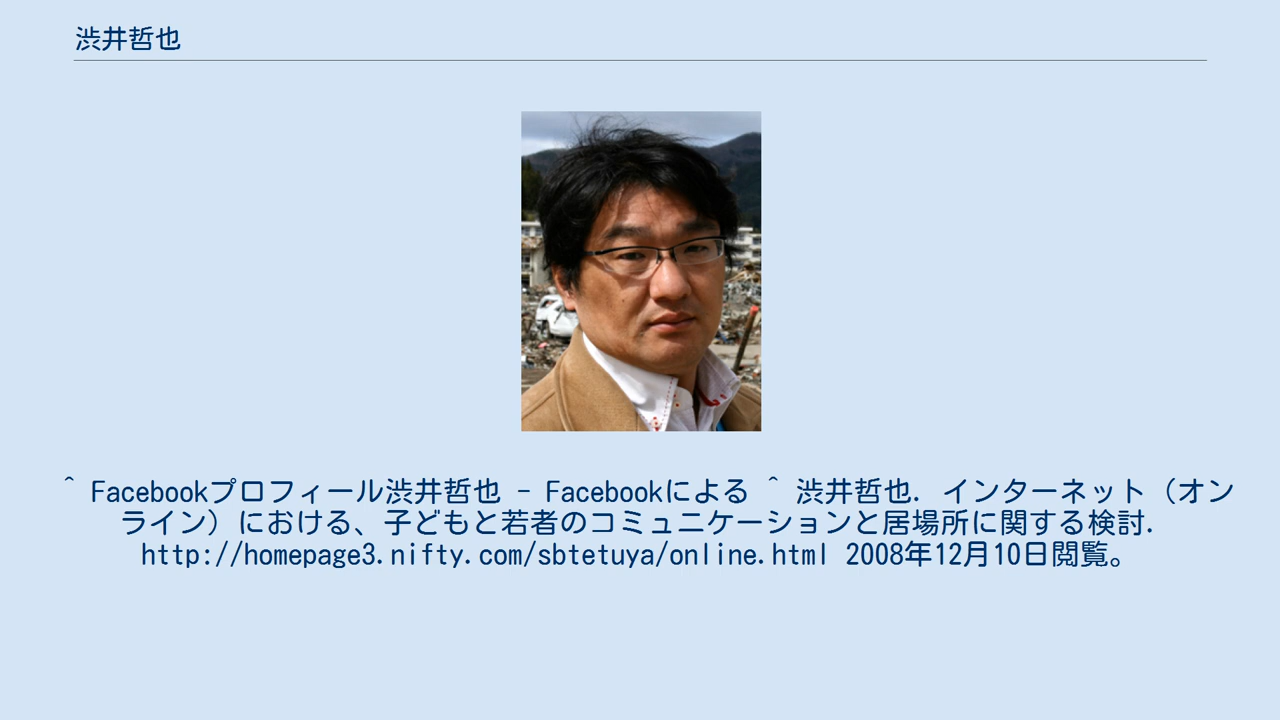 渋井哲也
^ Facebookプロフィール渋井哲也 - Facebookによる ^ 渋井哲也. インターネット（オン
ライン）における、子どもと若者のコミュニケーションと居場所に関する検討.
http://homepage3.nifty.com/sbtetuya/online.html 2008年12月10日閲覧。